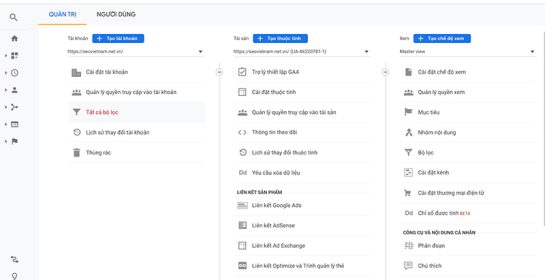 QUẢN TRỊ
NGƯỜI DÙNG
Tài khoản
+ Tạo tài khoản
https://seovietnam.net.vn/
Cài đặt tài khoản
Quản lý quyền truy cập vào tài khoản
Tất cả bộ lọc
Lịch sử thay đổi tài khoản
Thùng rác
Tài sản
+ Tạo thuộc tính
https://seovietnam.net.vn/ (UA-46220781-1)
Trợ lý thiết lập GA4
Cài đặt thuộc tính
Quản lý quyền truy cập vào tài sản
Thông tin theo dõi
Lịch sử thay đổi thuộc tính
Dd Yêu cầu xóa dữ liệu
LIÊN KẾT SẢN PHẨM
Liên kết Google Ads
Liên kết AdSense
Liên kết Ad Exchange
Liên kết Optimize và Trình quản lý thẻ
Xem
+ Tạo chế độ xem
Master view
Cài đặt chế độ xem
Quản lý quyền xem
Mục tiêu
Nhóm nội dung
Bộ lọc
Cài đặt kênh
Cài đặt thương mại điện tử
Dd Chỉ số được tính BETA
CÔNG CỤ VÀ NỘI DUNG CÁ NHÂN
Phân đoạn
Chú thích